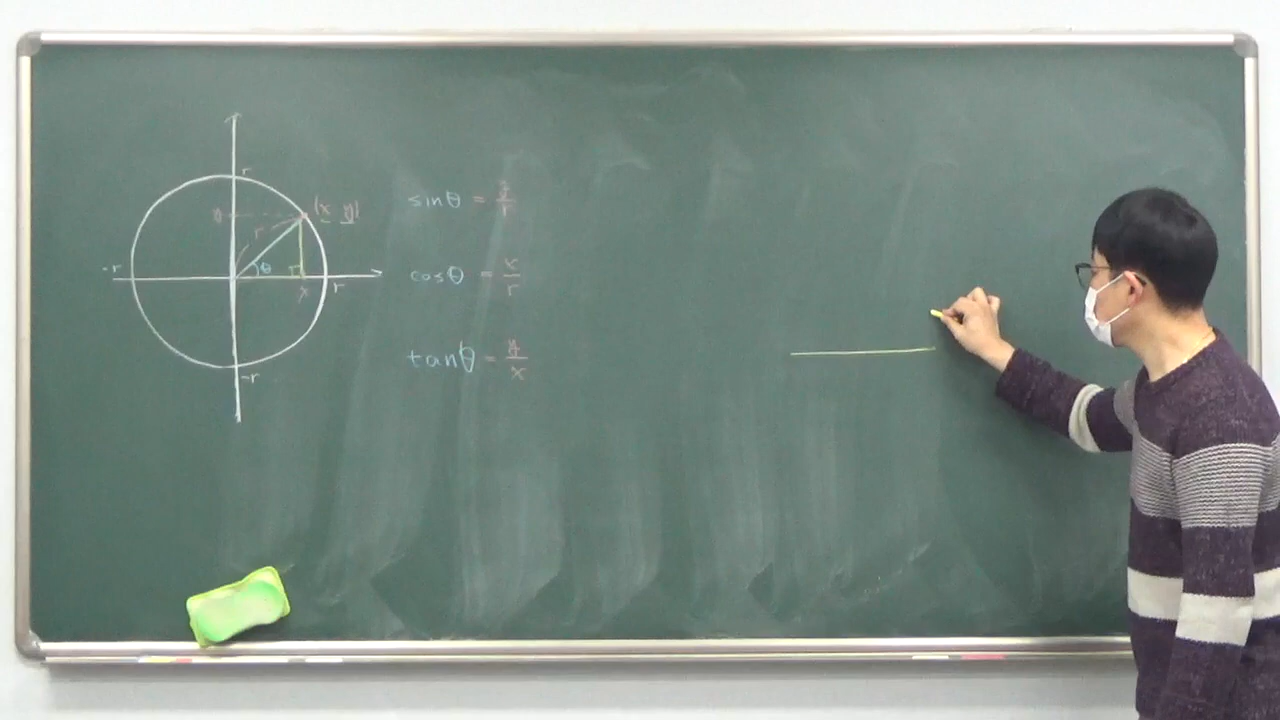 r
y
(x y)
r
-r
θ
x
r
-r
sinθ = y/r
cosθ = x/r
tanθ = y/x